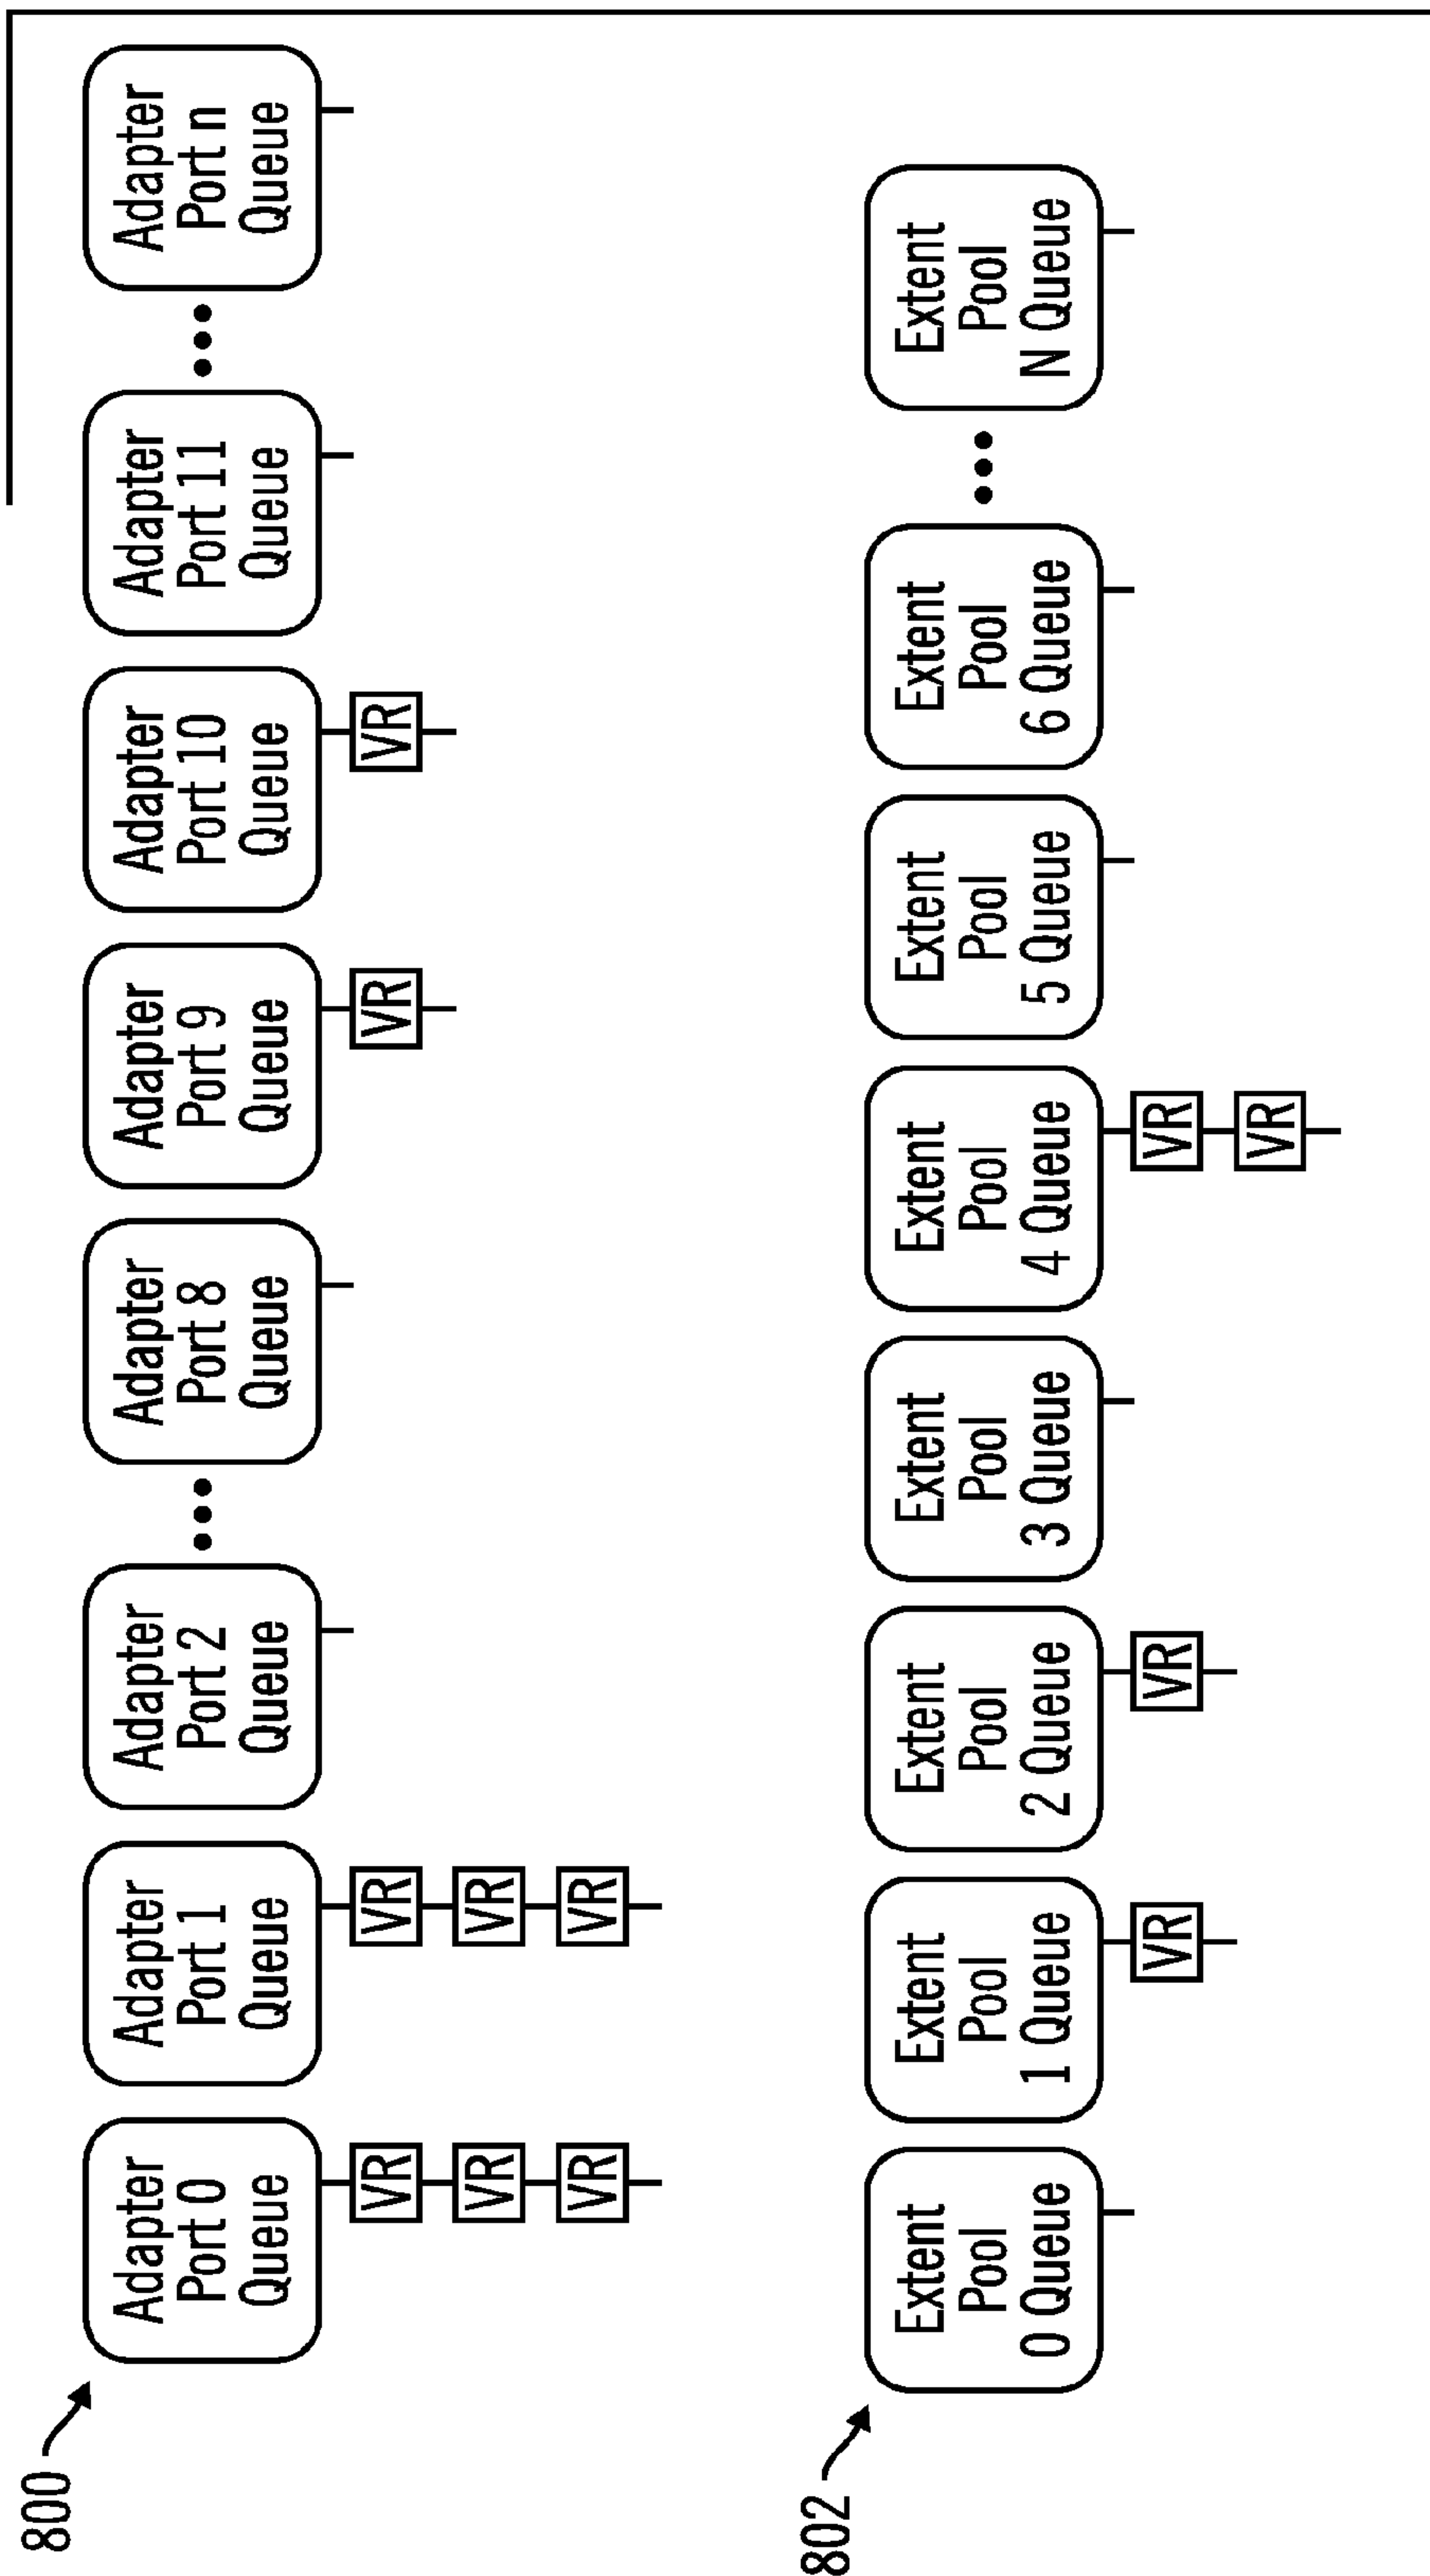 800
Adapter
Port 0
Queue
VR
VR
VR
Adapter
Port 1
Queue
VR
VR
VR
Adapter
Port 2
Queue
Adapter
Port 8
Queue
Adapter
Port 9
Queue
VR
Adapter
Port 10
Queue
VR
Adapter
Port 11
Queue
Adapter
Port n
Queue
802
Extent
Pool
0 Queue
Extent
Pool
1 Queue
VR
Extent
Pool
2 Queue
VR
Extent
Pool
3 Queue
Extent
Pool
4 Queue
VR
VR
Extent
Pool
5 Queue
Extent
Pool
6 Queue
Extent
Pool
N Queue